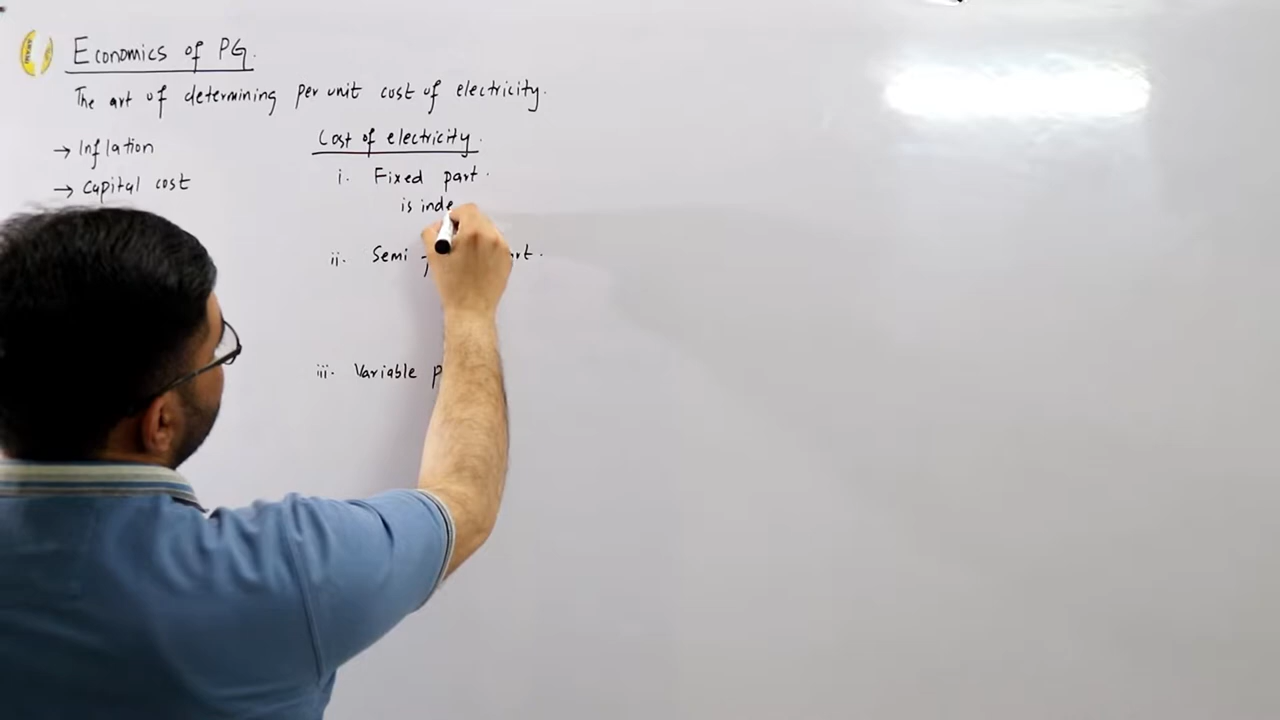 Economics of PG.
The art of determining per unit cost of electricity.
→ Inflation
→ Capital cost
Cost of electricity.
i. Fixed part.
is inde
ii. Semi
iii. Variable